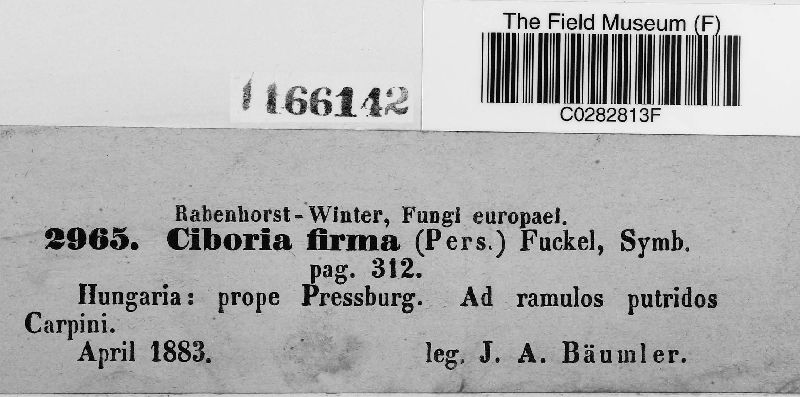 The Field Museum (F)
C0282813F
1166142
Rabenhorst-Winter, Fungi europaei.
2965. Ciboria firma (Pers.) Fuckel, Symb.
pag. 312.
Hungaria: prope Pressburg. Ad ramulos putridos
Carpini.
April 1883. leg. J. A. Bäumler.